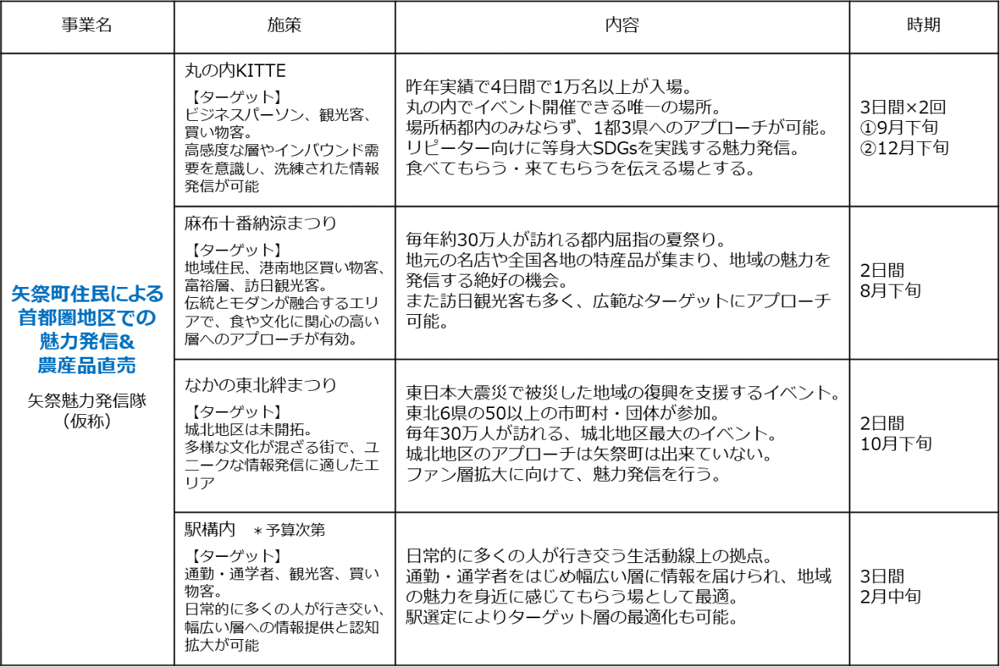 事業名
施策
内容
時期
矢祭町住民による
首都圏地区での
魅力発信&
農産品直売
矢祭魅力発信隊
（仮称）
丸の内KITTE
【ターゲット】
ビジネスパーソン、観光客、
買い物客。
高感度な層やインバウンド需
要を意識し、洗練された情報
発信が可能
昨年実績で4日間で1万名以上が入場。
丸の内でイベント開催できる唯一の場所。
場所柄都内のみならず、1都3県へのアプローチが可能。
リピーター向けに等身大SDGsを実践する魅力発信。
食べてもらう・来てもらうを伝える場とする。
3日間×2回
①9月下旬
②12月下旬
麻布十番納涼まつり
【ターゲット】
地域住民、港南地区買い物客、
富裕層、訪日観光客。
伝統とモダンが融合するエリ
アで、食や文化に関心の高い
層へのアプローチが有効。
毎年約30万人が訪れる都内屈指の夏祭り。
地元の名店や全国各地の特産品が集まり、地域の魅力を
発信する絶好の機会。
また訪日観光客も多く、広範なターゲットにアプローチ
可能。
2日間
8月下旬
なかの東北絆まつり
【ターゲット】
城北地区は未開拓。
多様な文化が混ざる街で、ユ
ニークな情報発信に適したエ
リア
東日本大震災で被災した地域の復興を支援するイベント。
東北6県の50以上の市町村・団体が参加。
毎年30万人が訪れる、城北地区最大のイベント。
城北地区のアプローチは矢祭町は出来ていない。
ファン層拡大に向けて、魅力発信を行う。
2日間
10月下旬
駅構内　＊予算次第
【ターゲット】
通勤・通学者、観光客、買い
物客。
日常的に多くの人が行き交い、
幅広い層への情報提供と認知
拡大が可能
日常的に多くの人が行き交う生活動線上の拠点。
通勤・通学者をはじめ幅広い層に情報を届けられ、地域
の魅力を身近に感じてもらう場として最適。
駅選定によりターゲット層の最適化も可能。
3日間
2月中旬